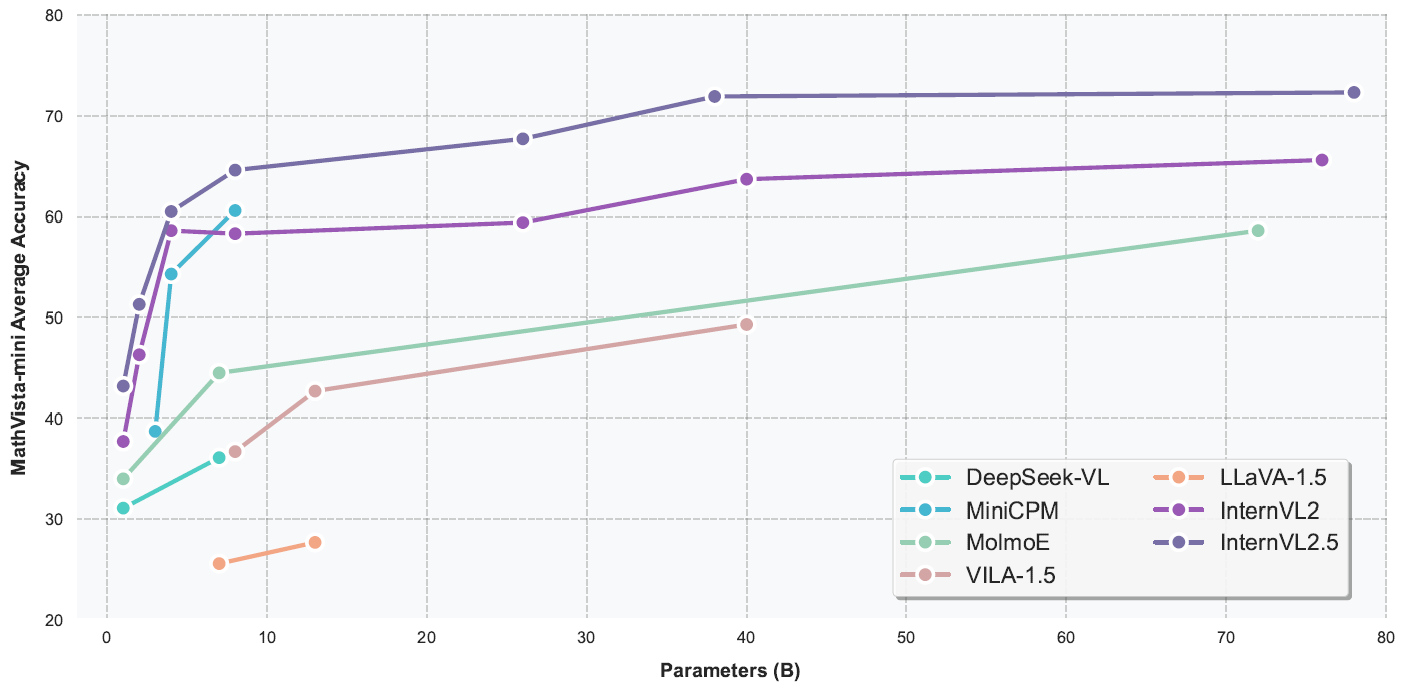 80
70
60
50
40
30
20
MathVista-mini Average Accuracy
DeepSeek-VL
MiniCPM
MolmoE
VILA-1.5
LLaVA-1.5
InternVL2
InternVL2.5
0 10 20 30 40 50 60 70 80
Parameters (B)